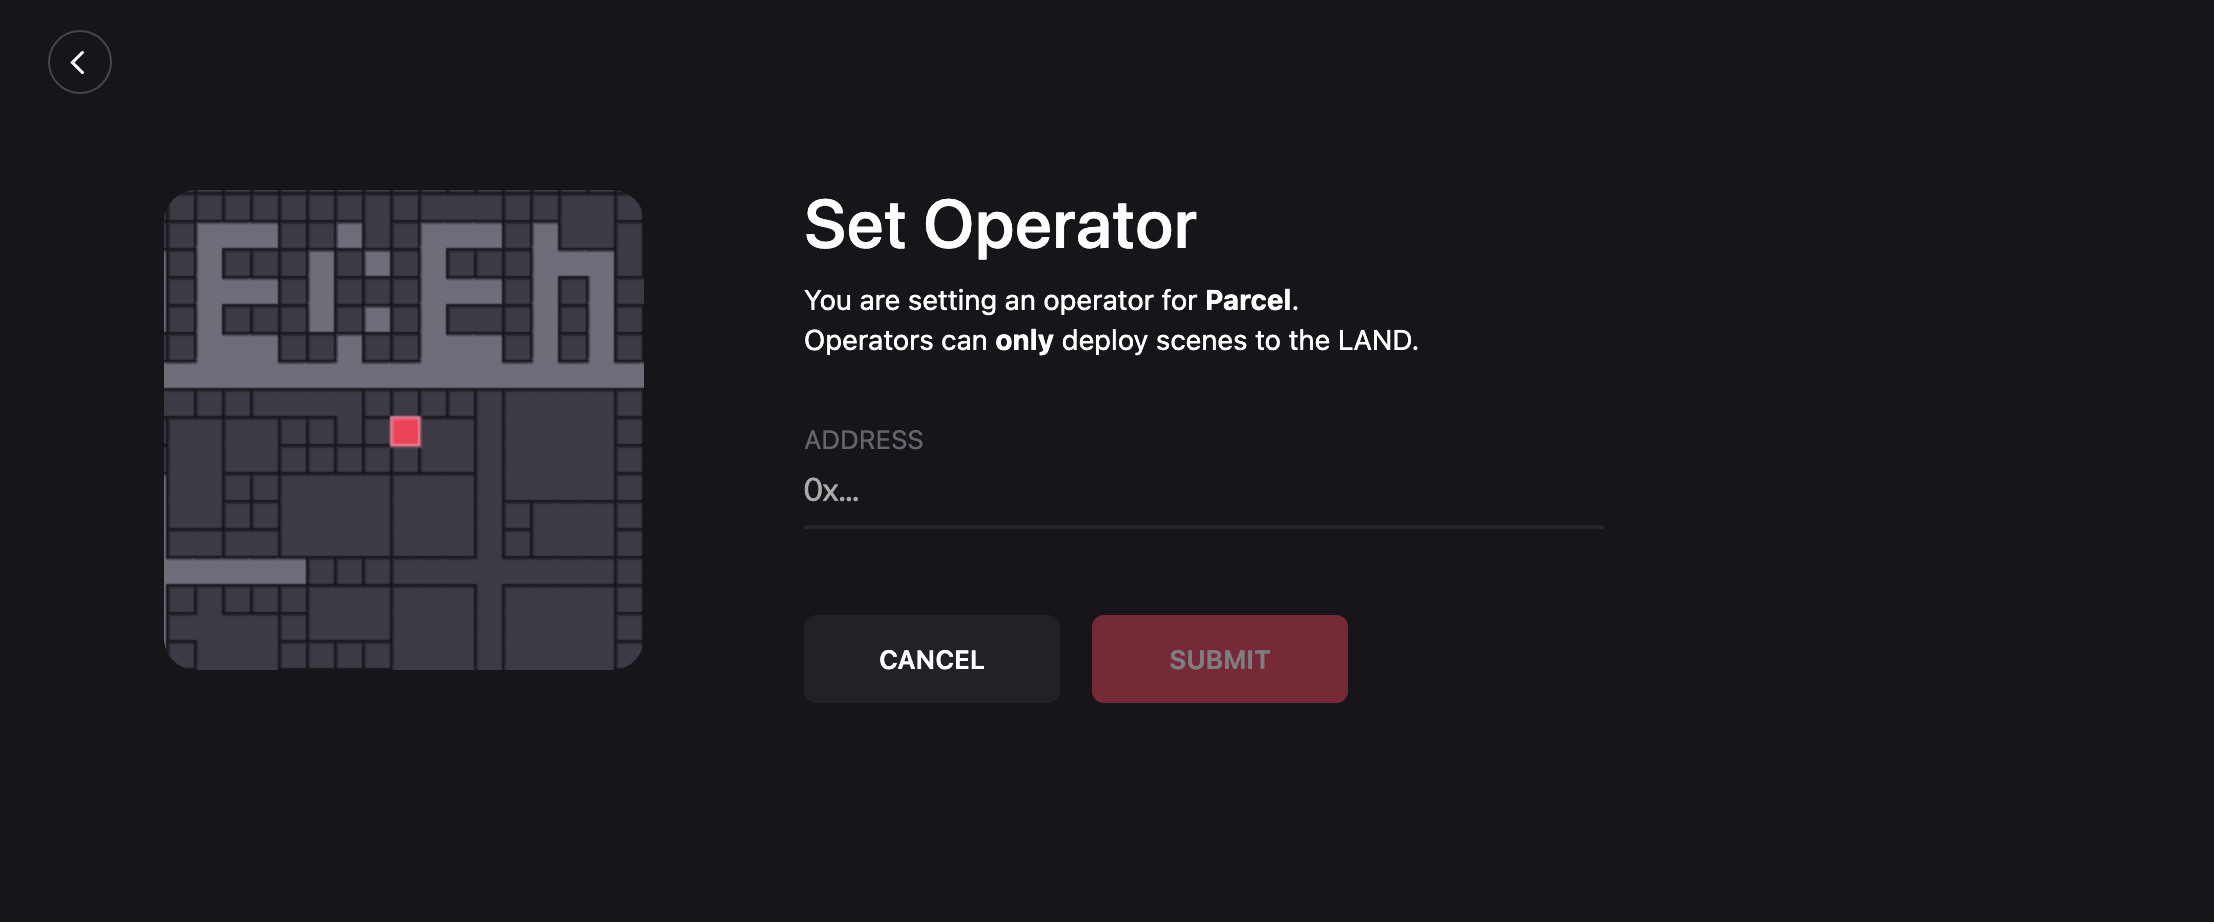 Set Operator
You are setting an operator for Parcel.
Operators can only deploy scenes to the LAND.
ADDRESS
0x...
CANCEL
SUBMIT